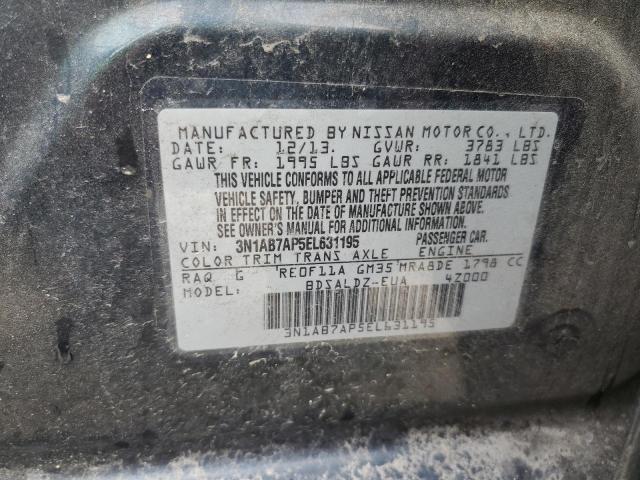 MANUFACTURED BY NISSAN MOTOR CO., LTD.
DATE: 12/13. GVWR: 3783 LBS
GAWR FR: 1995 LBS GAWR RR: 1841 LBS
THIS VEHICLE CONFORMS TO ALL APPLICABLE FEDERAL MOTOR
VEHICLE SAFETY, BUMPER AND THEFT PREVENTION STANDARDS
IN EFFECT ON THE DATE OF MANUFACTURE SHOWN ABOVE.
SEE OWNER'S MANUAL FOR ADDITIONAL INFORMATION.
VIN: 3N1AB7AP5EL631195 PASSENGER CAR.
COLOR TRIM TRANS AXLE ENGINE
RAQ G RE0F11A GM35 MRA8DE 1798 CC
MODEL: BDSALDZ-EUA 4Z000
3N1AB7AP5EL631195